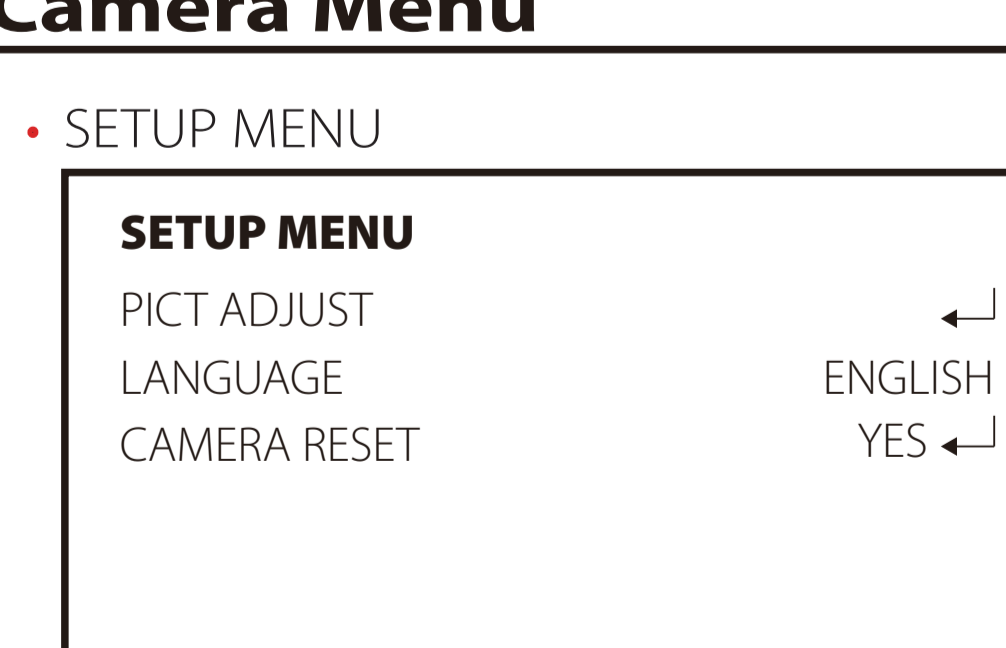 Camera Menu
• SETUP MENU
SETUP MENU
PICT ADJUST ↵
LANGUAGE ENGLISH
CAMERA RESET YES ↵